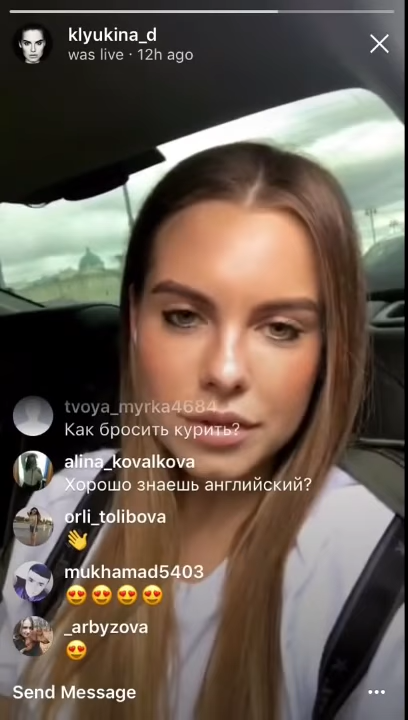 klyukina_d
was live · 12h ago
tvoya_myrka4684
Как бросить курить?
alina_kovalkova
Хорошо знаешь английский?
orli_tolibova
👋
mukhamad5403
😍😍😍😍
_arbyzova
😍
Send Message